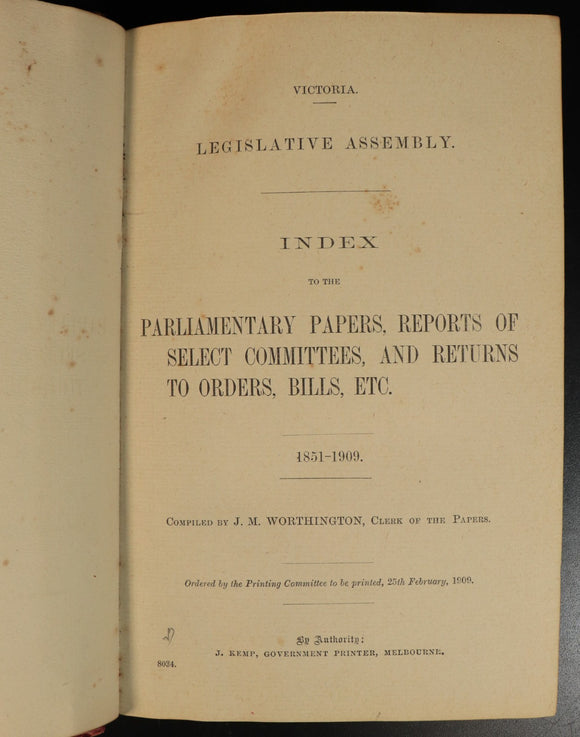 VICTORIA.
LEGISLATIVE ASSEMBLY.
INDEX
TO THE
PARLIAMENTARY PAPERS, REPORTS OF
SELECT COMMITTEES, AND RETURNS
TO ORDERS, BILLS, ETC.
1851-1909.
COMPILED BY J. M. WORTHINGTON, CLERK OF THE PAPERS.
Ordered by the Printing Committee to be printed, 25th February, 1909.
By Authority:
J. KEMP, GOVERNMENT PRINTER, MELBOURNE.
8034.